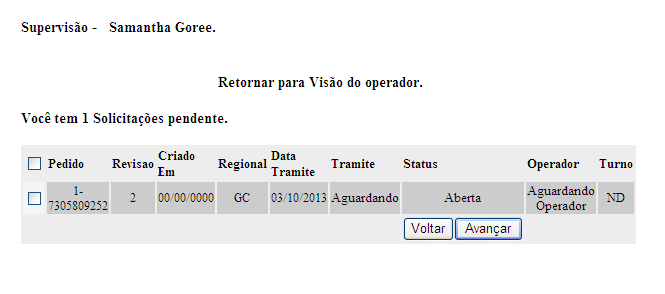 Supervisão - Samantha Goree.
Retornar para Visão do operador.
Você tem 1 Solicitações pendente.
Pedido Revisao Criado Em Regional Data Tramite Tramite Status Operador Turno
1-7305809252 2 00/00/0000 GC 03/10/2013 Aguardando Aberta Aguardando Operador ND
Voltar Avançar